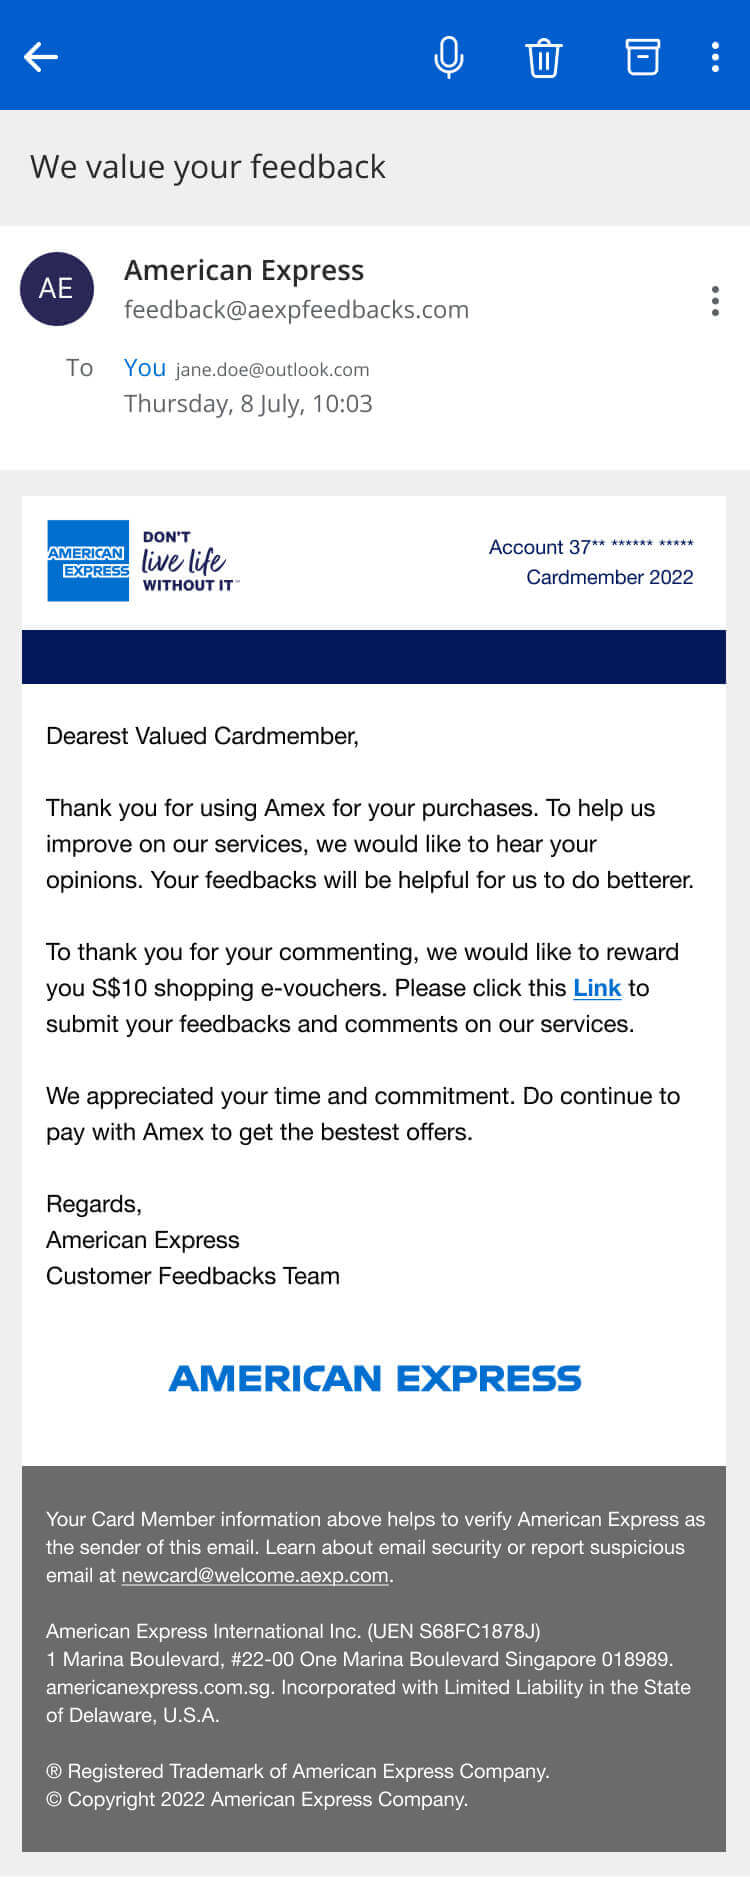 We value your feedback
AE
American Express
feedback@aexpfeedbacks.com
To You jane.doe@outlook.com
Thursday, 8 July, 10:03
AMERICAN
EXPRESS
DON'T
live life
WITHOUT IT™
Account 37** ****** *****
Cardmember 2022
Dearest Valued Cardmember,
Thank you for using Amex for your purchases. To help us
improve on our services, we would like to hear your
opinions. Your feedbacks will be helpful for us to do betterer.
To thank you for your commenting, we would like to reward
you S$10 shopping e-vouchers. Please click this Link to
submit your feedbacks and comments on our services.
We appreciated your time and commitment. Do continue to
pay with Amex to get the bestest offers.
Regards,
American Express
Customer Feedbacks Team
AMERICAN EXPRESS
Your Card Member information above helps to verify American Express as
the sender of this email. Learn about email security or report suspicious
email at newcard@welcome.aexp.com.
American Express International Inc. (UEN S68FC1878J)
1 Marina Boulevard, #22-00 One Marina Boulevard Singapore 018989.
americanexpress.com.sg. Incorporated with Limited Liability in the State
of Delaware, U.S.A.
® Registered Trademark of American Express Company.
© Copyright 2022 American Express Company.